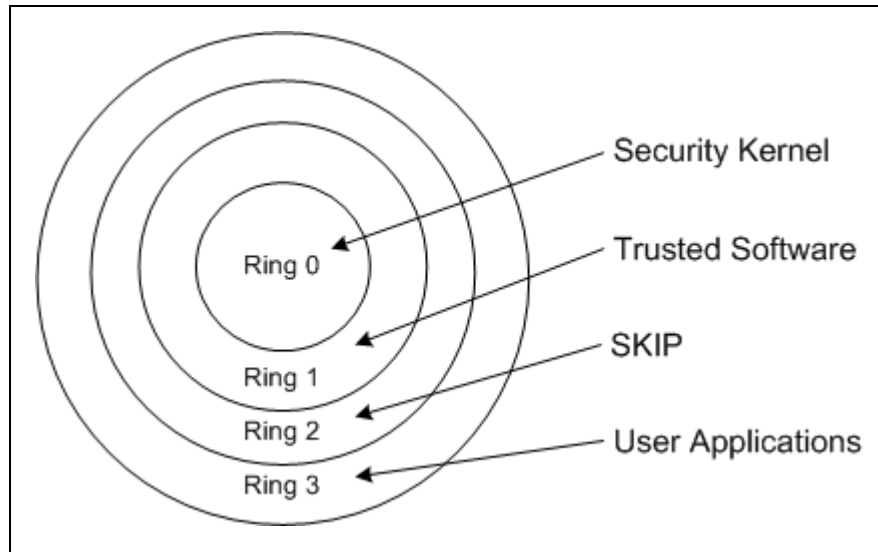 Security Kernel
Ring 0
Trusted Software
SKIP
Ring 1
Ring 2
User Applications
Ring 3